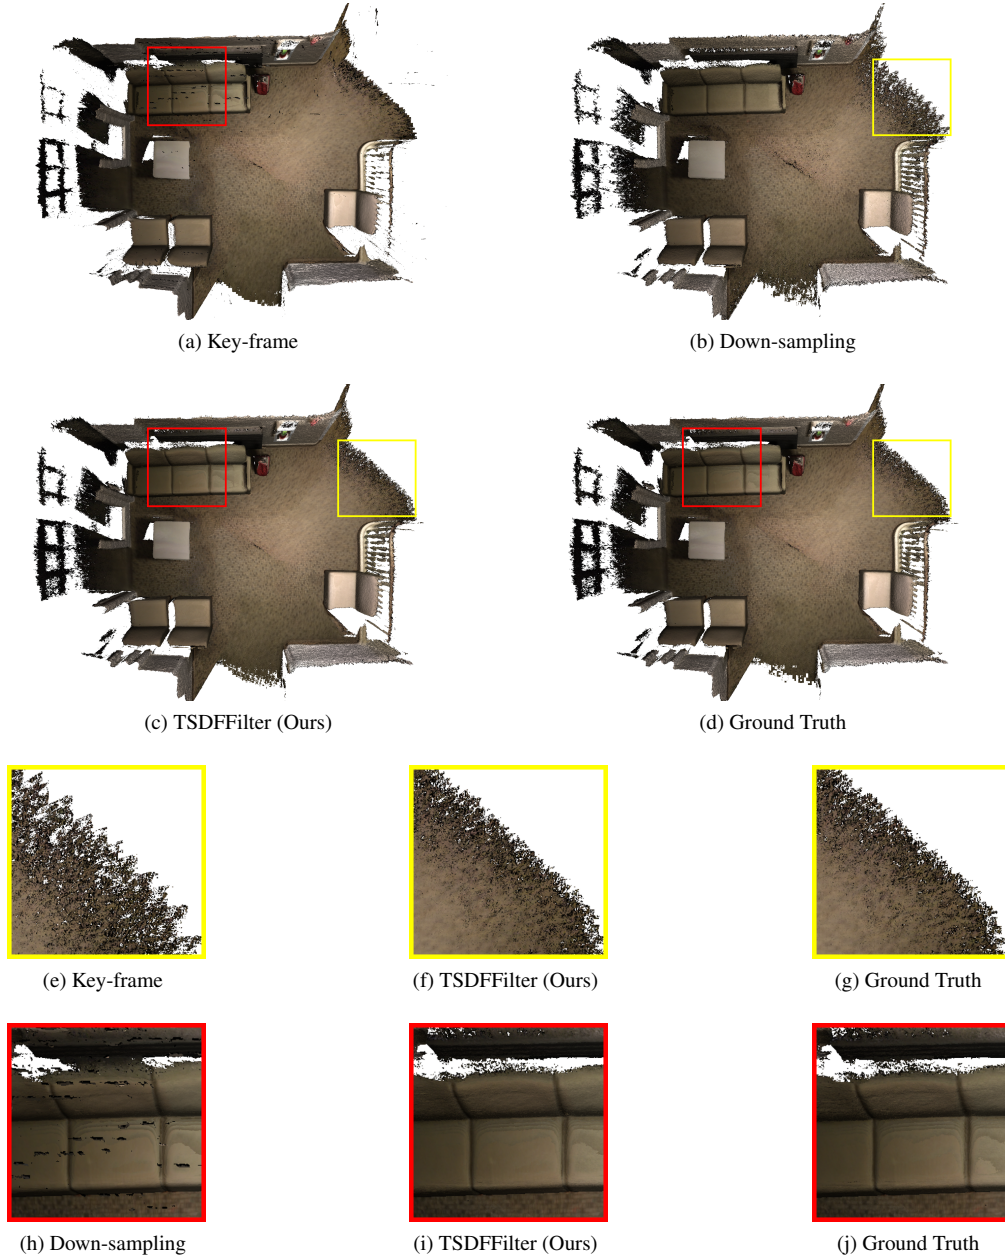 (a) Key-frame
(b) Down-sampling
(c) TSDFFilter (Ours)
(d) Ground Truth
(e) Key-frame
(f) TSDFFilter (Ours)
(g) Ground Truth
(h) Down-sampling
(i) TSDFFilter (Ours)
(j) Ground Truth